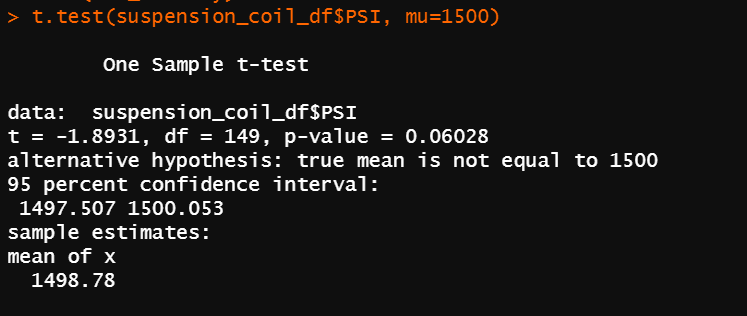 > t.test(suspension_coil_df$PSI, mu=1500)
One Sample t-test
data:  suspension_coil_df$PSI
t = -1.8931, df = 149, p-value = 0.06028
alternative hypothesis: true mean is not equal to 1500
95 percent confidence interval:
1497.507 1500.053
sample estimates:
mean of x
1498.78